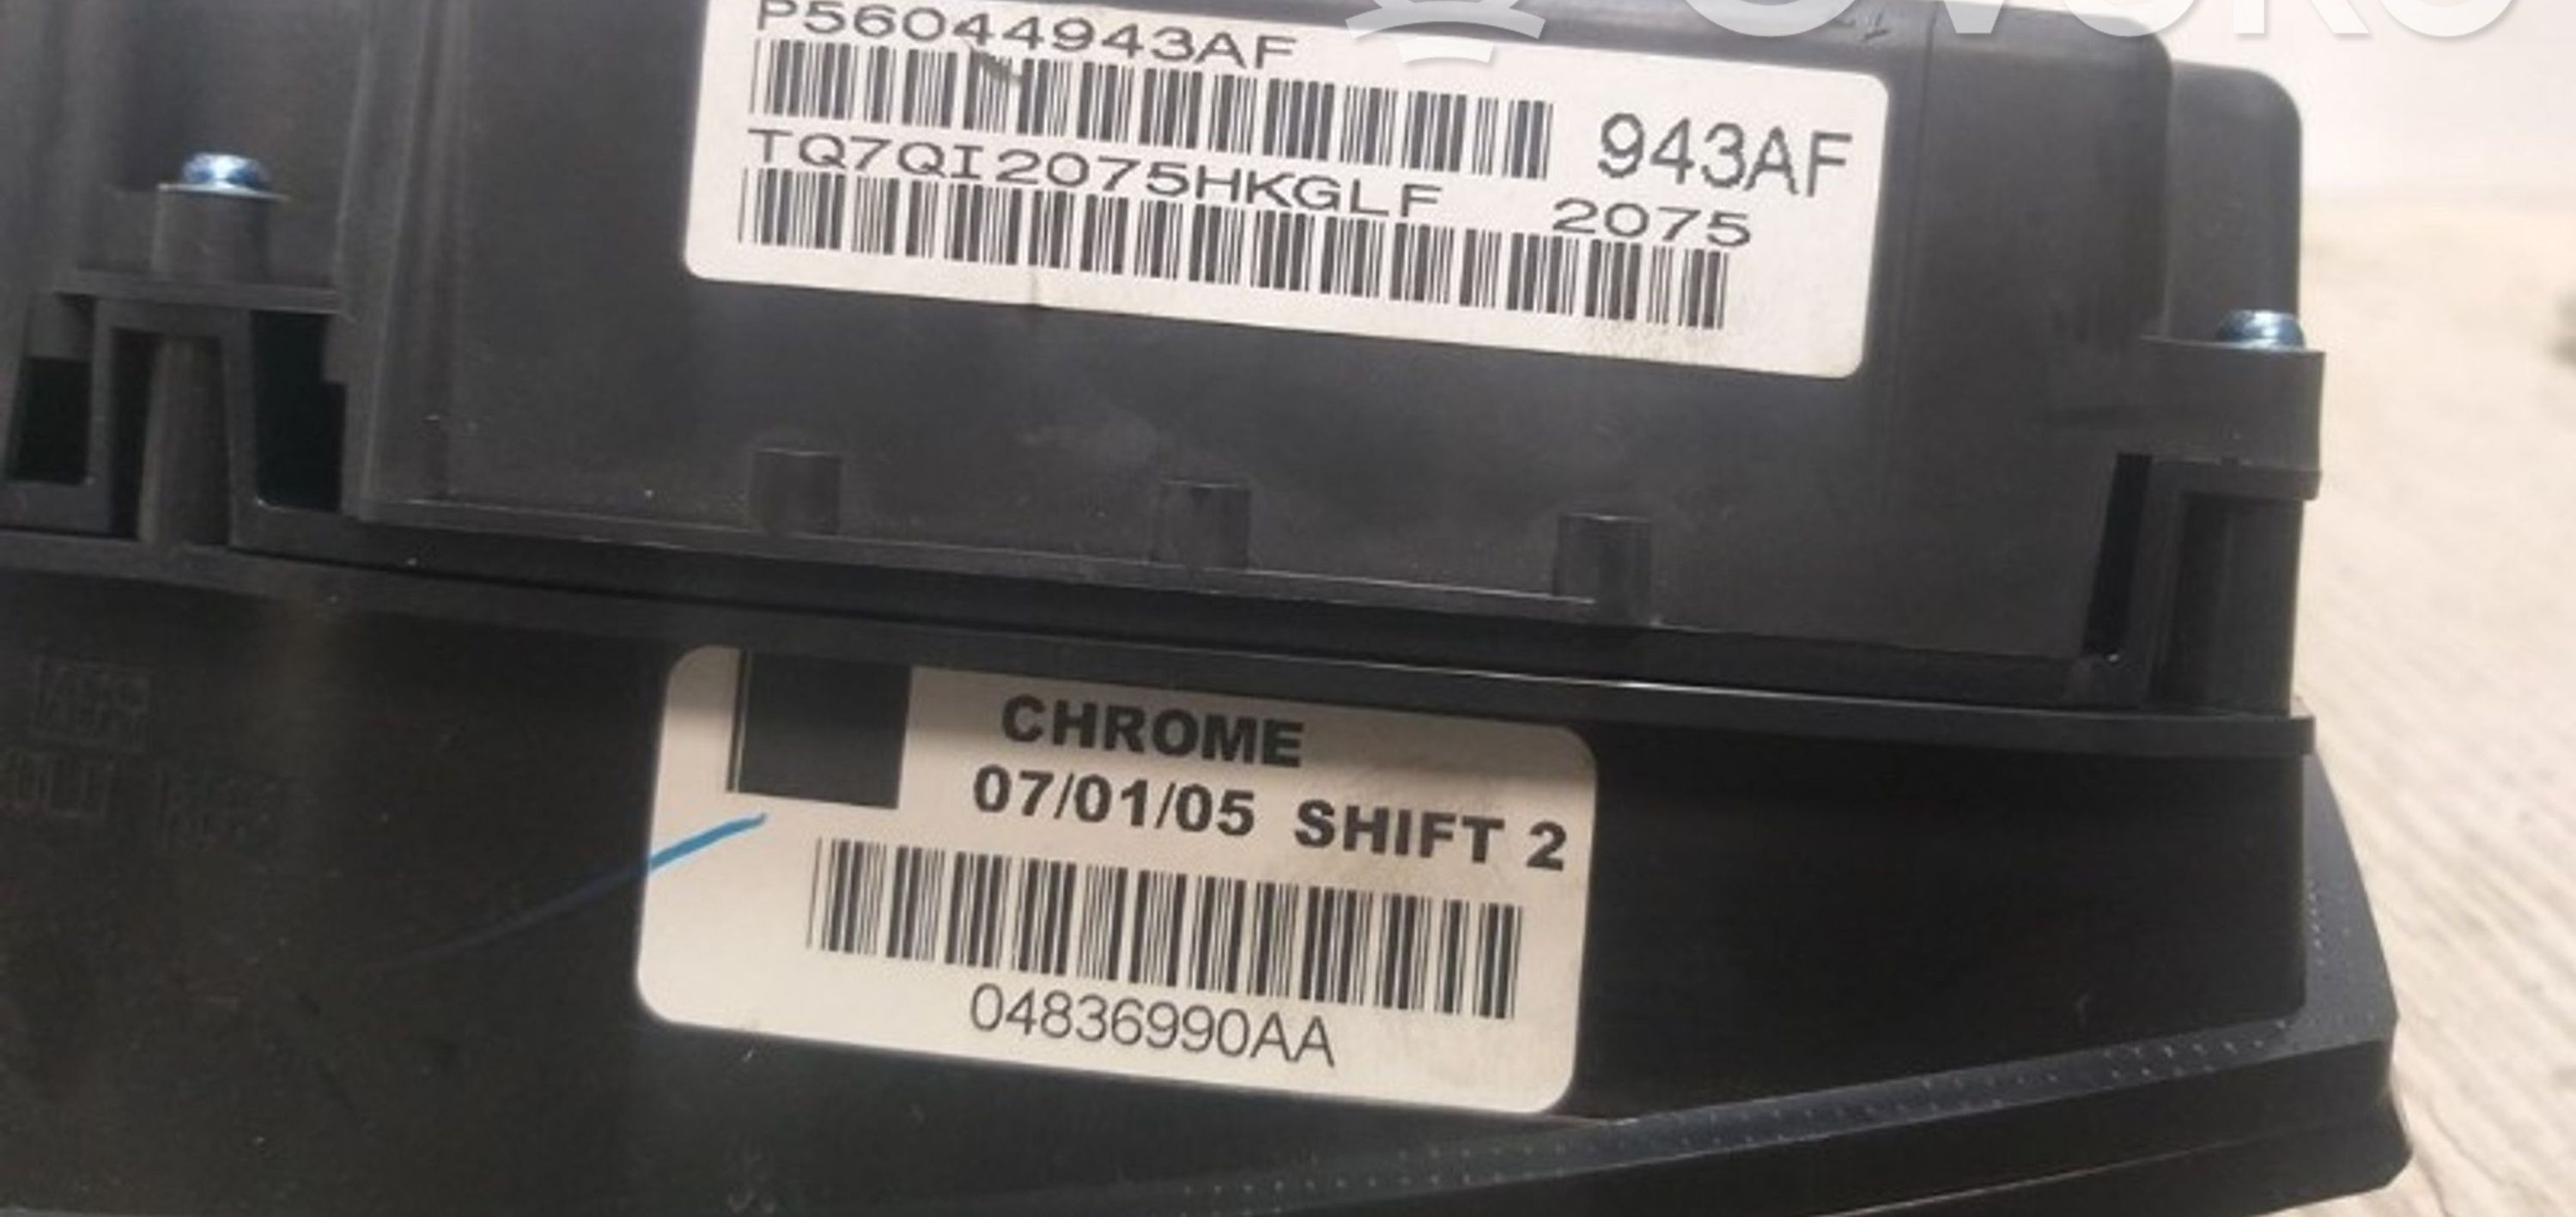 P56044943AF
943AF
TQ7QI2075HKGLF 2075
CHROME
07/01/05 SHIFT 2
04836990AA